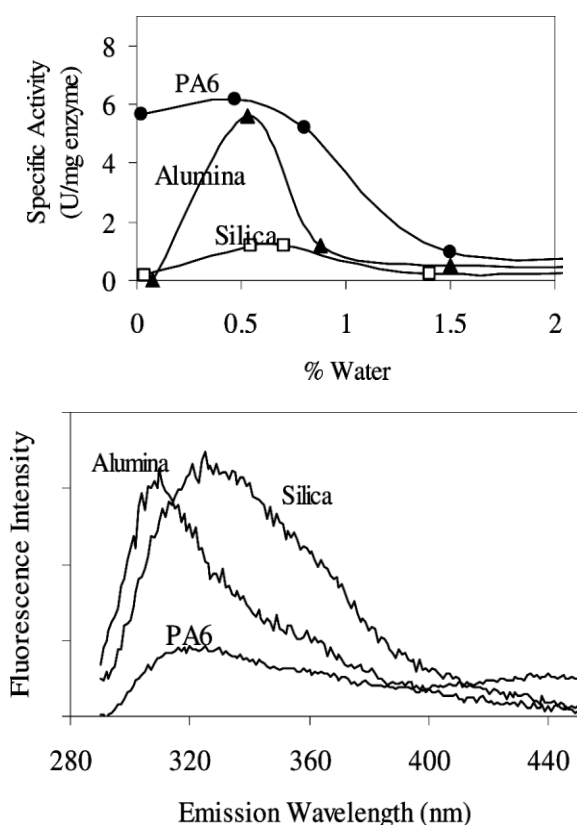 8
PA6
6
Alumina
4
2
Silica
0
Specific Activity
(U/mg enzyme)
0
0.5
1
1.5
2
% Water
Alumina
Silica
PA6
Fluorescence Intensity
280
320
360
400
440
Emission Wavelength (nm)